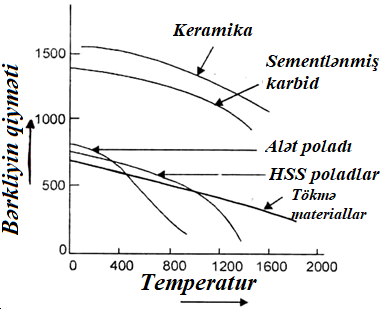 Keramika
Sementlənmiş
karbid
Alət poladı
HSS poladlar
Tökmə
materiallar
Bərkliyin qiyməti
1500
1000
500
0
0 400 800 1200 1600 2000
Temperatur